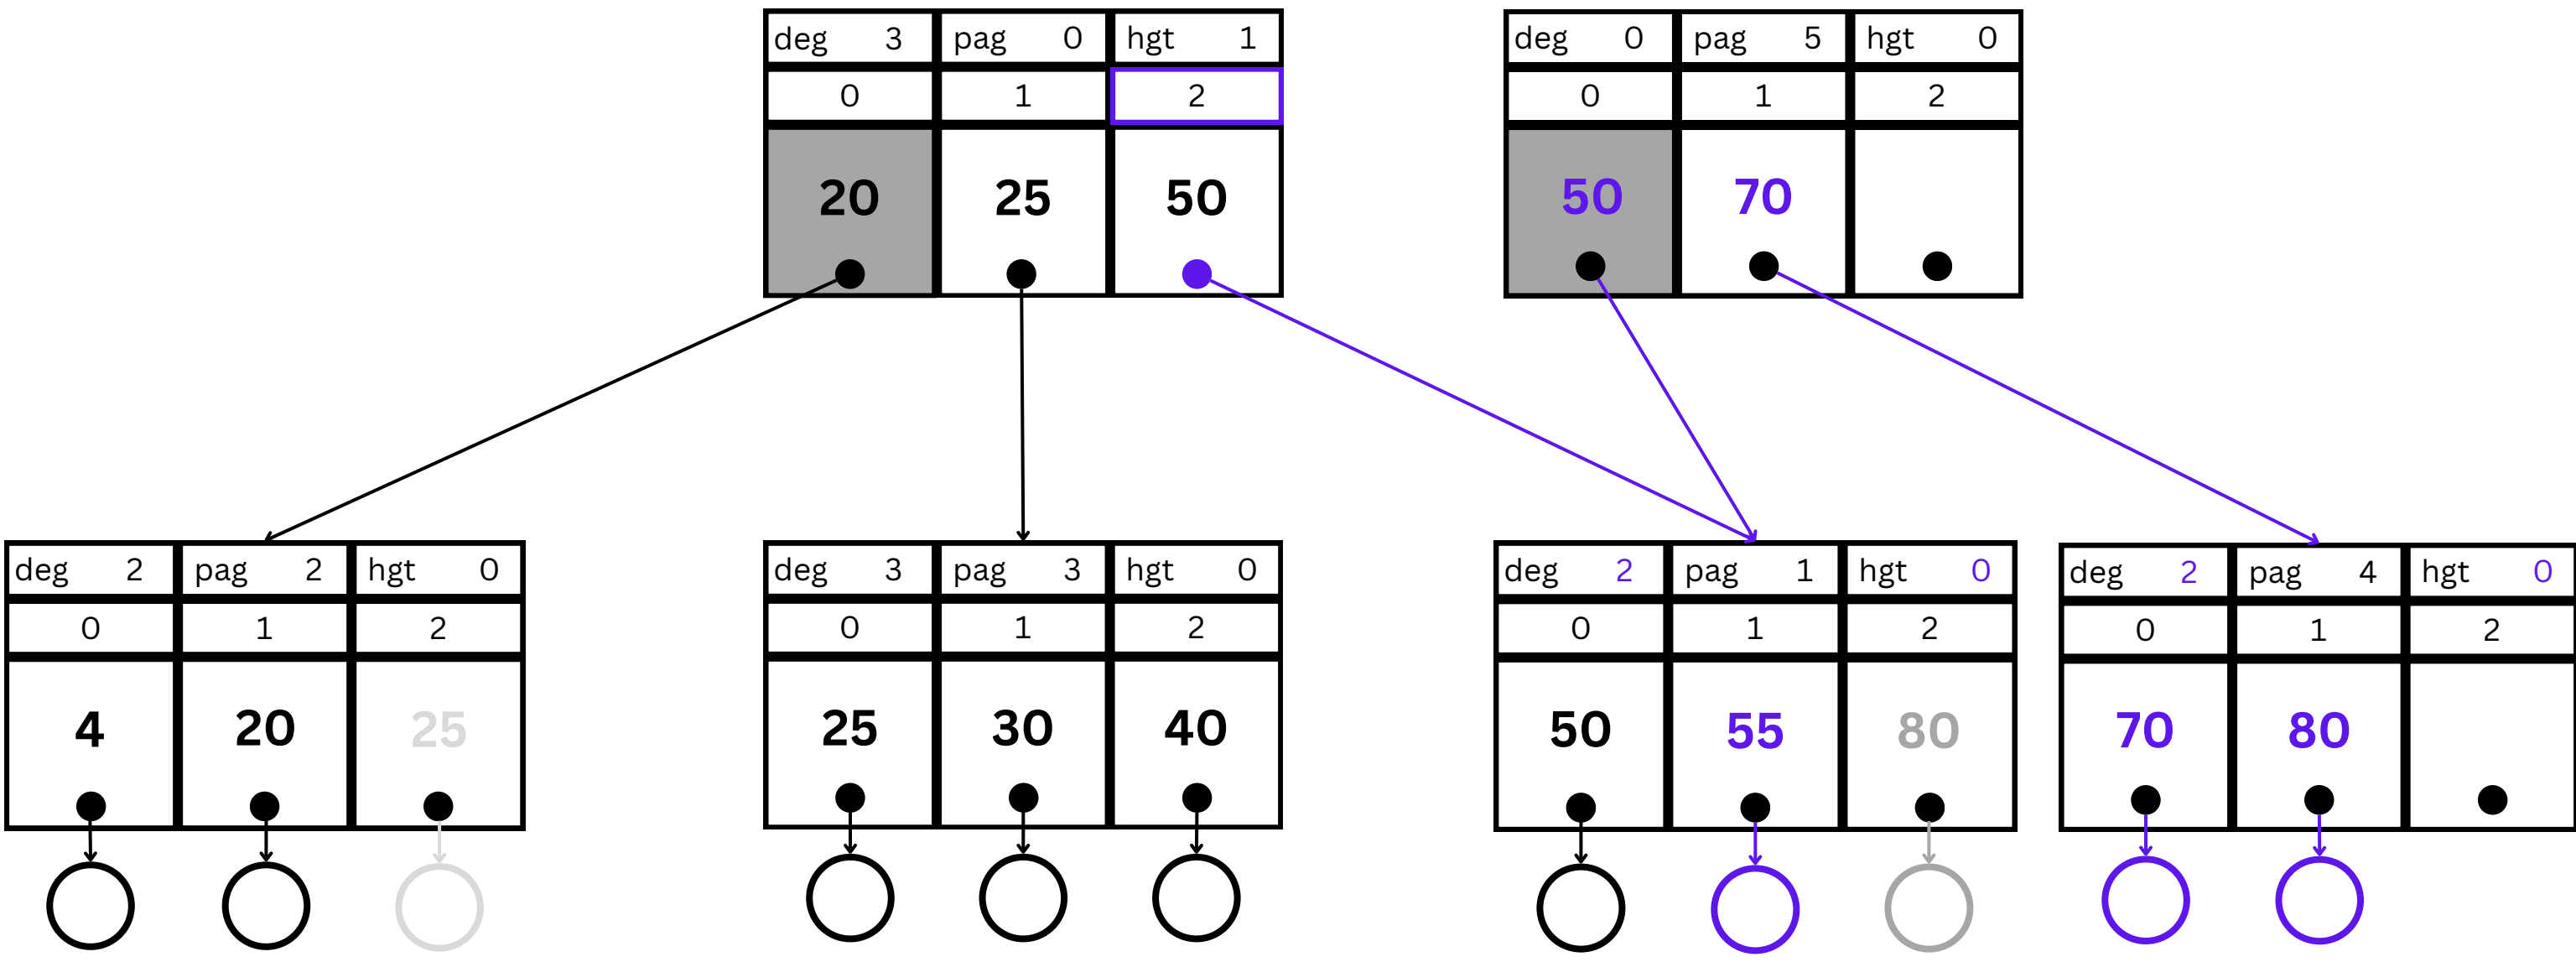 deg 3 pag 0 hgt 1
0 1 2
20 25 50
deg 0 pag 5 hgt 0
0 1 2
50 70
deg 2 pag 2 hgt 0
0 1 2
4 20 25
deg 3 pag 3 hgt 0
0 1 2
25 30 40
deg 2 pag 1 hgt 0
0 1 2
50 55 80
deg 2 pag 4 hgt 0
0 1 2
70 80